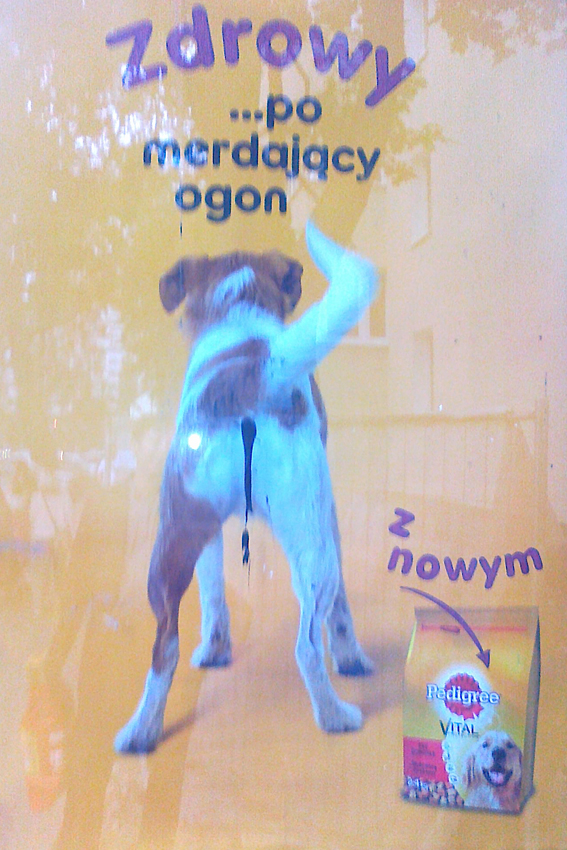 Zdrowy
...po
merdający
ogon
z
nowym
Pedigree
VITAL